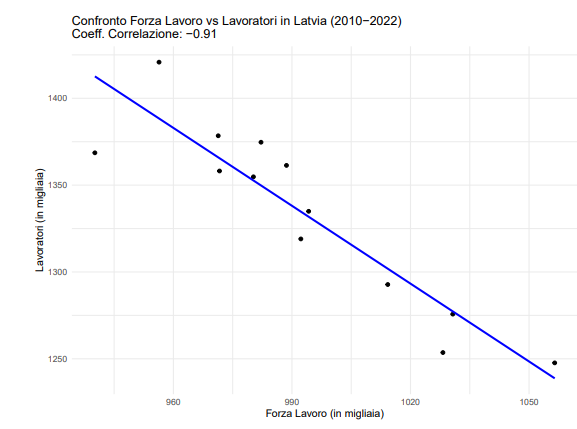 Confronto Forza Lavoro vs Lavoratori in Latvia (2010−2022)
Coeff. Correlazione: −0.91
Lavoratori (in migliaia)
1400
1350
1300
1250
960
990
1020
1050
Forza Lavoro (in migliaia)